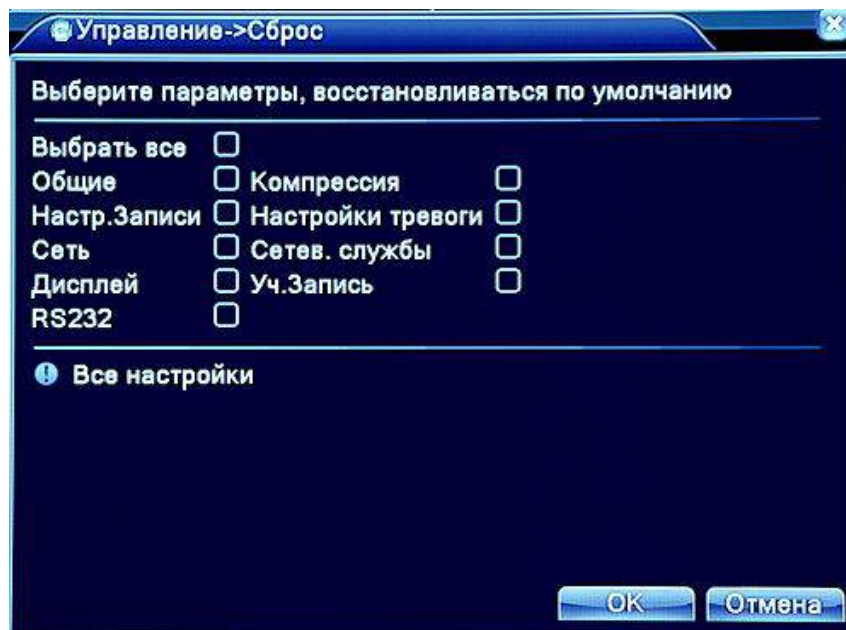 Управление->Сброс
Выберите параметры, восстановливаться по умолчанию
Выбрать все
Общие Компрессия
Настр.Записи Настройки тревоги
Сеть Сетев. службы
Дисплей Уч.Запись
RS232
Все настройки
OK Отмена